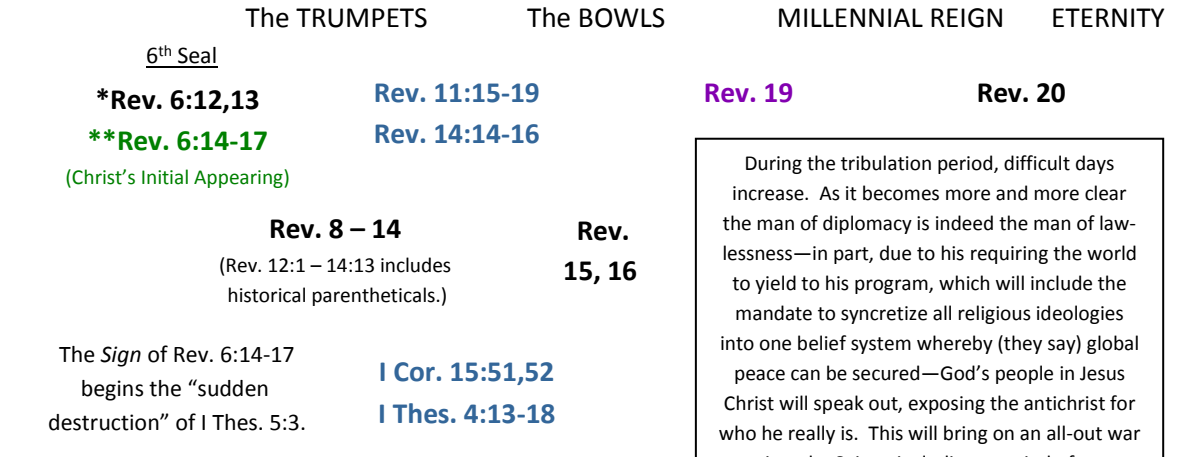 The TRUMPETS The BOWLS MILLENNIAL REIGN ETERNITY
6th Seal
*Rev. 6:12,13
**Rev. 6:14-17
(Christ's Initial Appearing)
Rev. 11:15-19
Rev. 14:14-16
Rev. 19
Rev. 20
Rev. 8 – 14
(Rev. 12:1 – 14:13 includes
historical parentheticals.)
Rev.
15, 16
The Sign of Rev. 6:14-17
begins the “sudden
destruction” of I Thes. 5:3.
I Cor. 15:51,52
I Thes. 4:13-18
During the tribulation period, difficult days
increase. As it becomes more and more clear
the man of diplomacy is indeed the man of law-
lessness—in part, due to his requiring the world
to yield to his program, which will include the
mandate to syncretize all religious ideologies
into one belief system whereby (they say) global
peace can be secured—God's people in Jesus
Christ will speak out, exposing the antichrist for
who he really is. This will bring on an all-out war